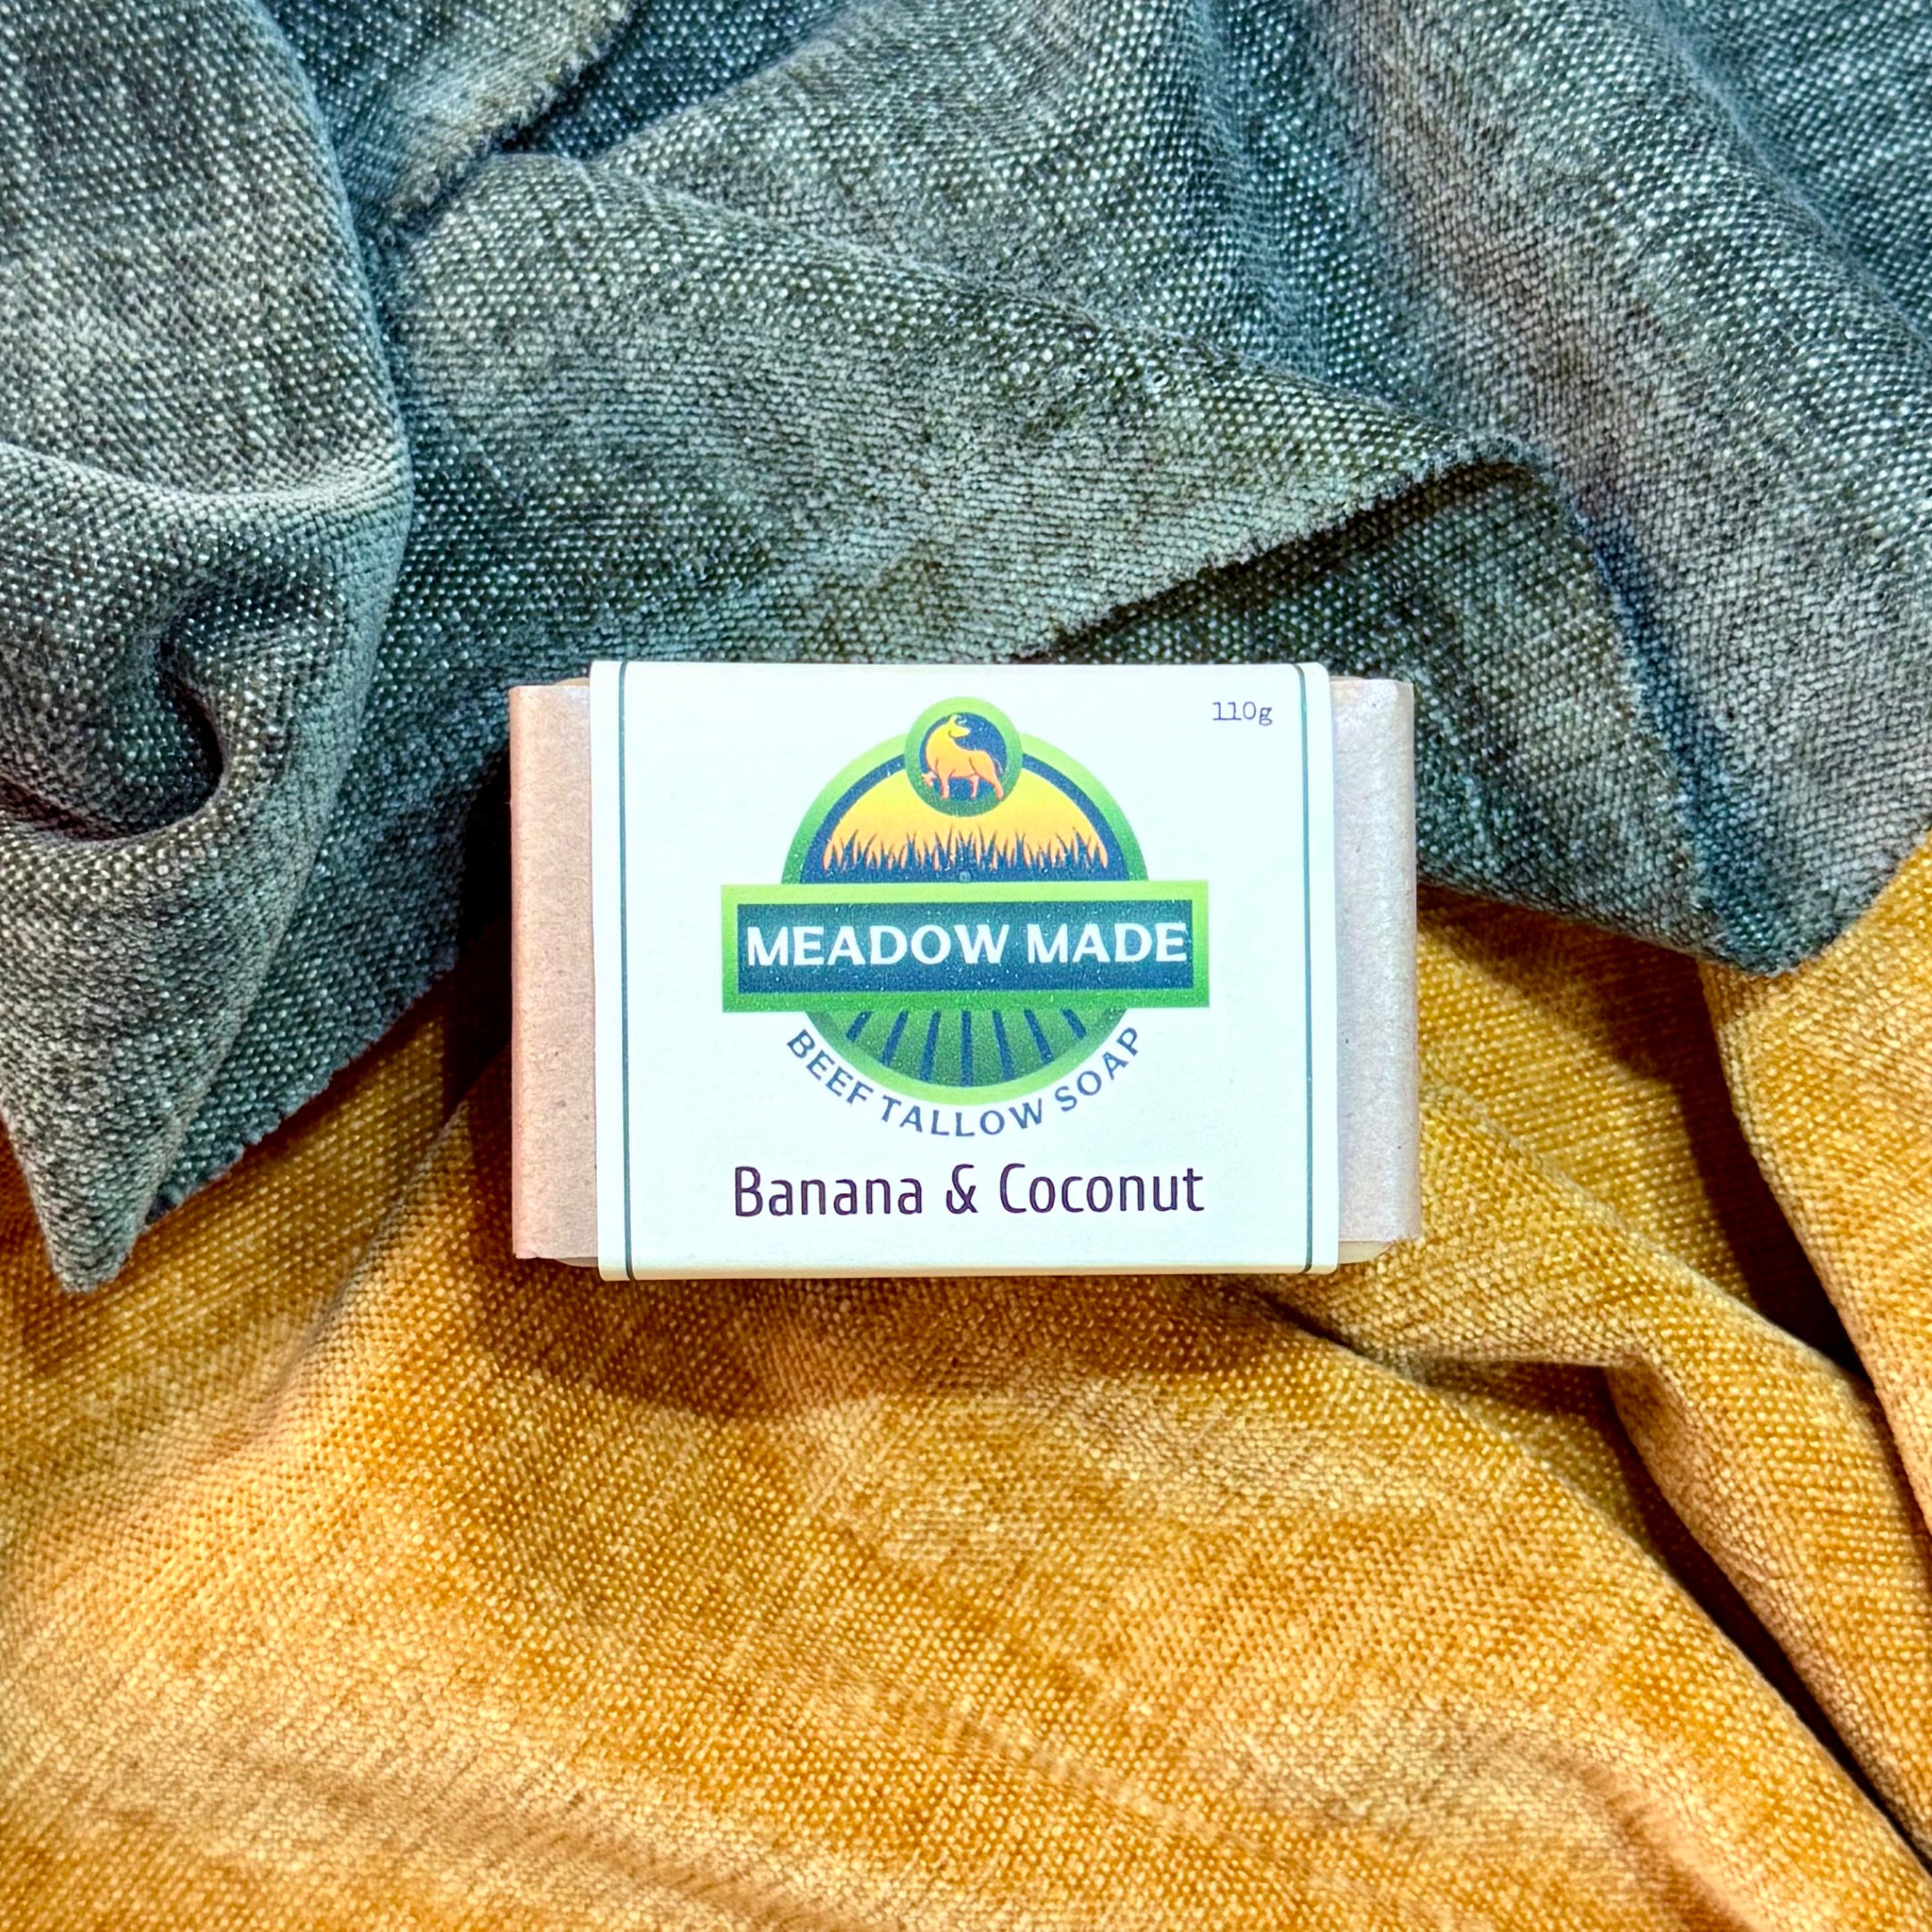 110g
MEADOW MADE
BEEF TALLOW SOAP
Banana & Coconut